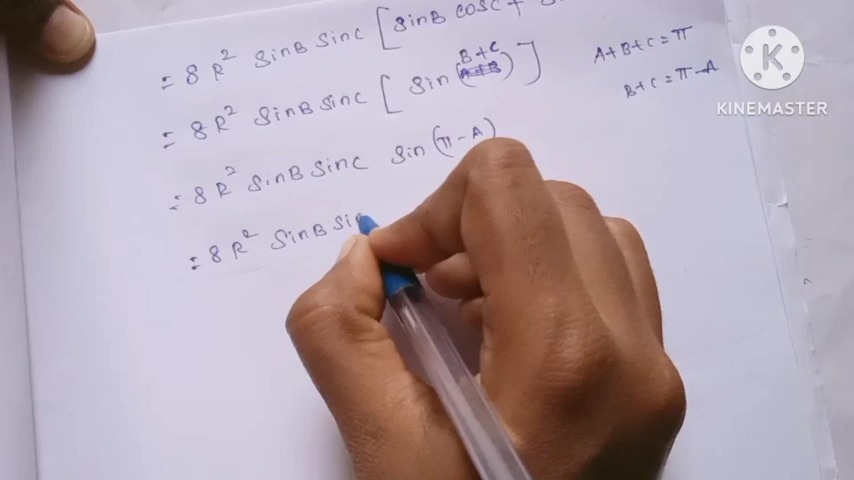 = 8 R² SinB SinC [ SinB CosC +
= 8 R² SinB SinC [ Sin (B+C) ]
A+B+C = π
B+C = π-A
= 8 R² SinB SinC Sin (π-A)
= 8 R² SinB Sin
K
KINEMASTER